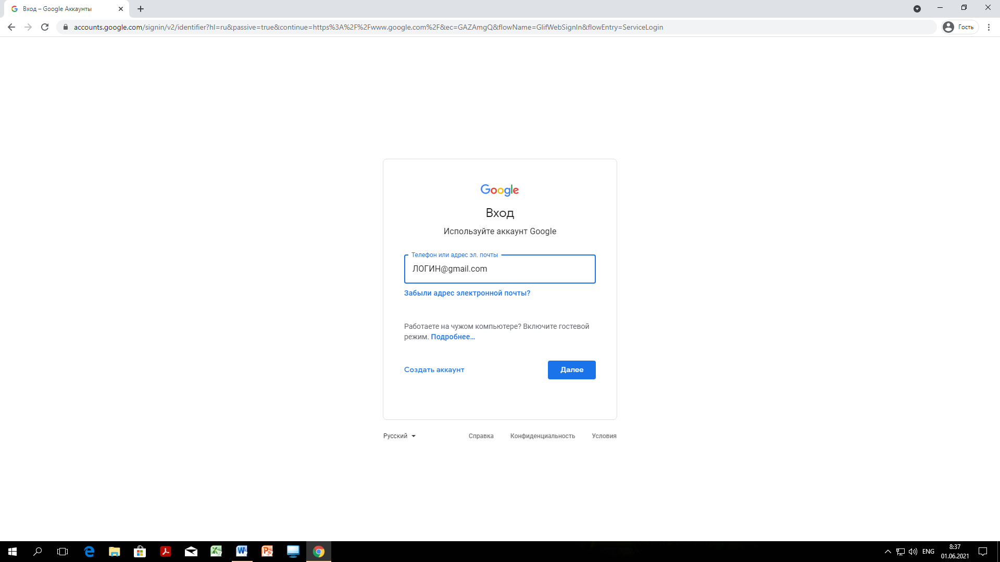 Вход – Google Аккаунты
accounts.google.com/signin/v2/identifier?hl=ru&passive=true&continue=https%3A%2F%2Fwww.google.com%2F&ec=GAZAmgQ&flowName=GlifWebSignIn&flowEntry=ServiceLogin
Гость
Google
Вход
Используйте аккаунт Google
Телефон или адрес эл. почты
ЛОГИН@gmail.com
Забыли адрес электронной почты?
Работаете на чужом компьютере? Включите гостевой
режим. Подробнее...
Создать аккаунт
Далее
Русский
Справка
Конфиденциальность
Условия
ENG
8:37
01.06.2021